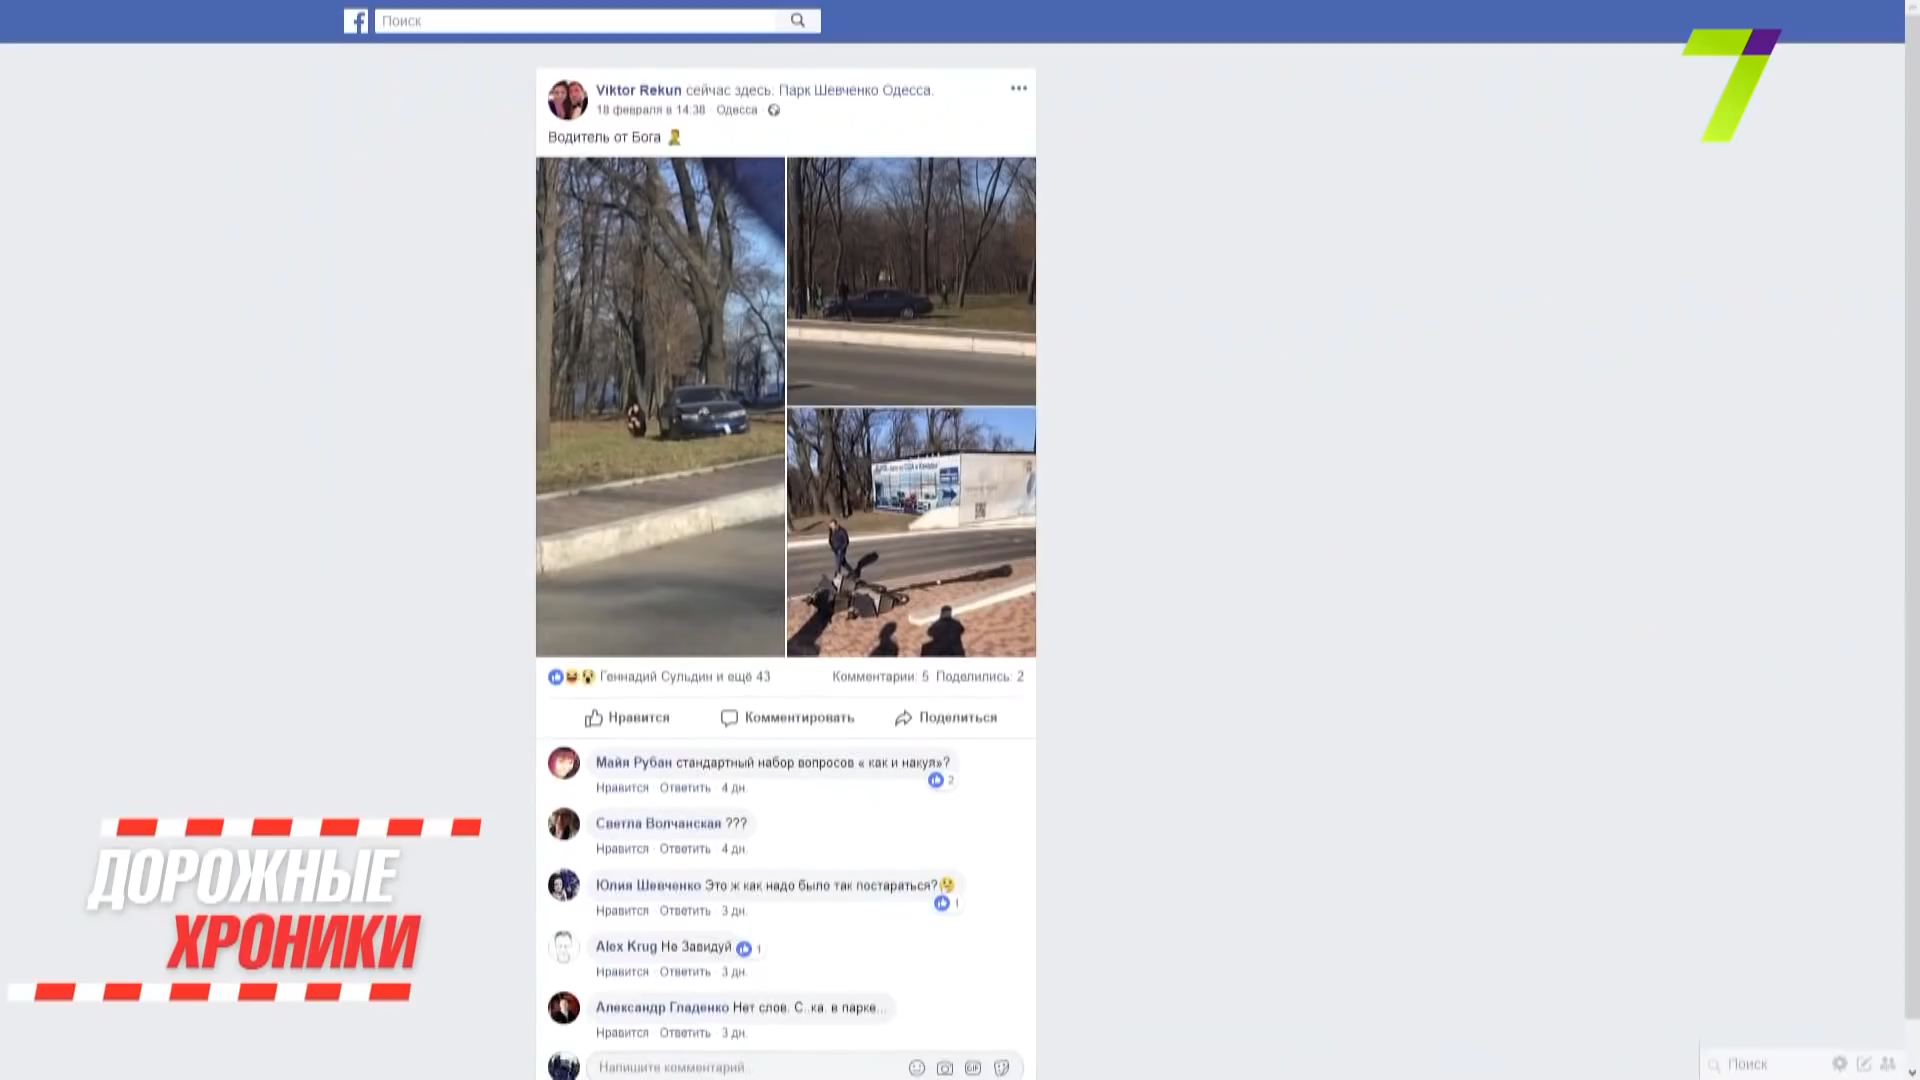 Поиск
7
Viktor Rekun сейчас здесь: Парк Шевченко Одесса.
18 февраля в 14:38 · Одесса ·
Водитель от Бога
Геннадий Сульдин и ещё 43
Комментарии: 5 Поделились: 2
Нравится
Комментировать
Поделиться
Майя Рубан стандартный набор вопросов « как и накуя»?
2
Нравится · Ответить · 4 дн.
Светла Волчанская ???
Нравится · Ответить · 4 дн.
Юлия Шевченко Это ж как надо было так постараться?
1
Нравится · Ответить · 3 дн.
Alex Krug Не Завидуй
1
Нравится · Ответить · 3 дн.
Александр Гладенко Нет слов. С..ка. в парке...
Нравится · Ответить · 3 дн.
Напишите комментарий...
GIF
ДОРОЖНЫЕ
ХРОНИКИ
Поиск